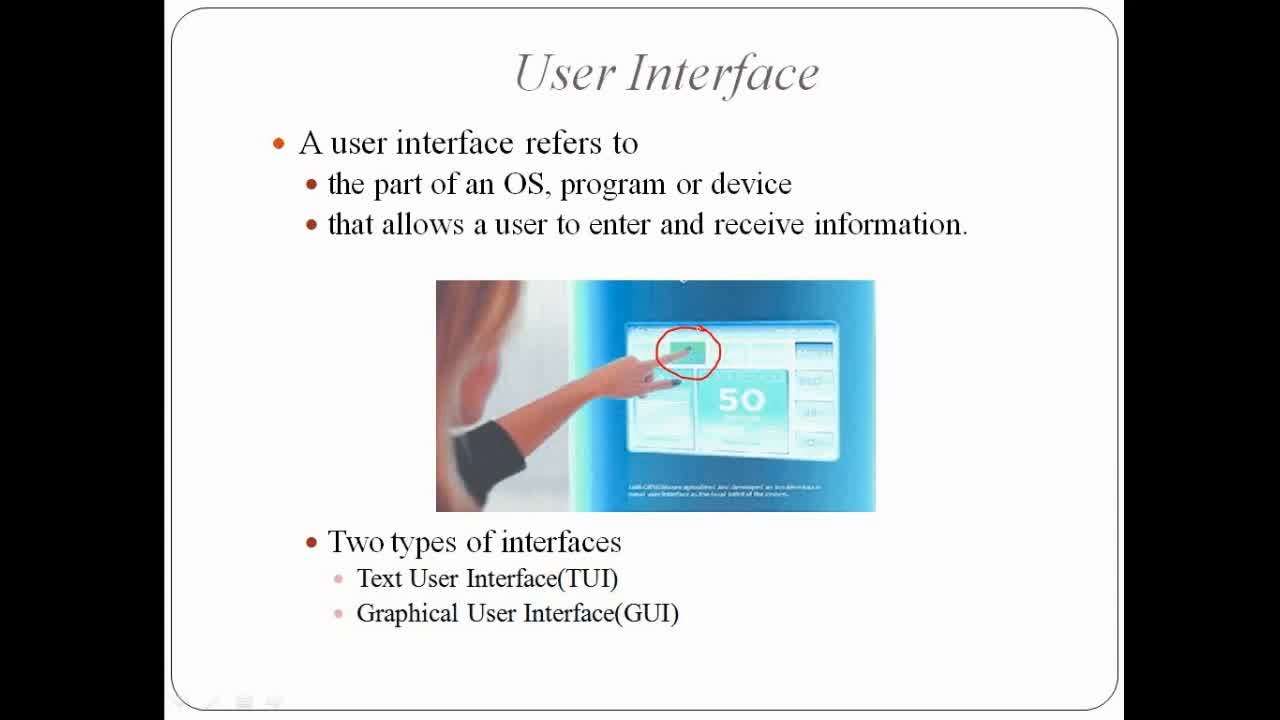 User Interface
A user interface refers to
the part of an OS, program or device
that allows a user to enter and receive information.
50
Two types of interfaces
Text User Interface(TUI)
Graphical User Interface(GUI)